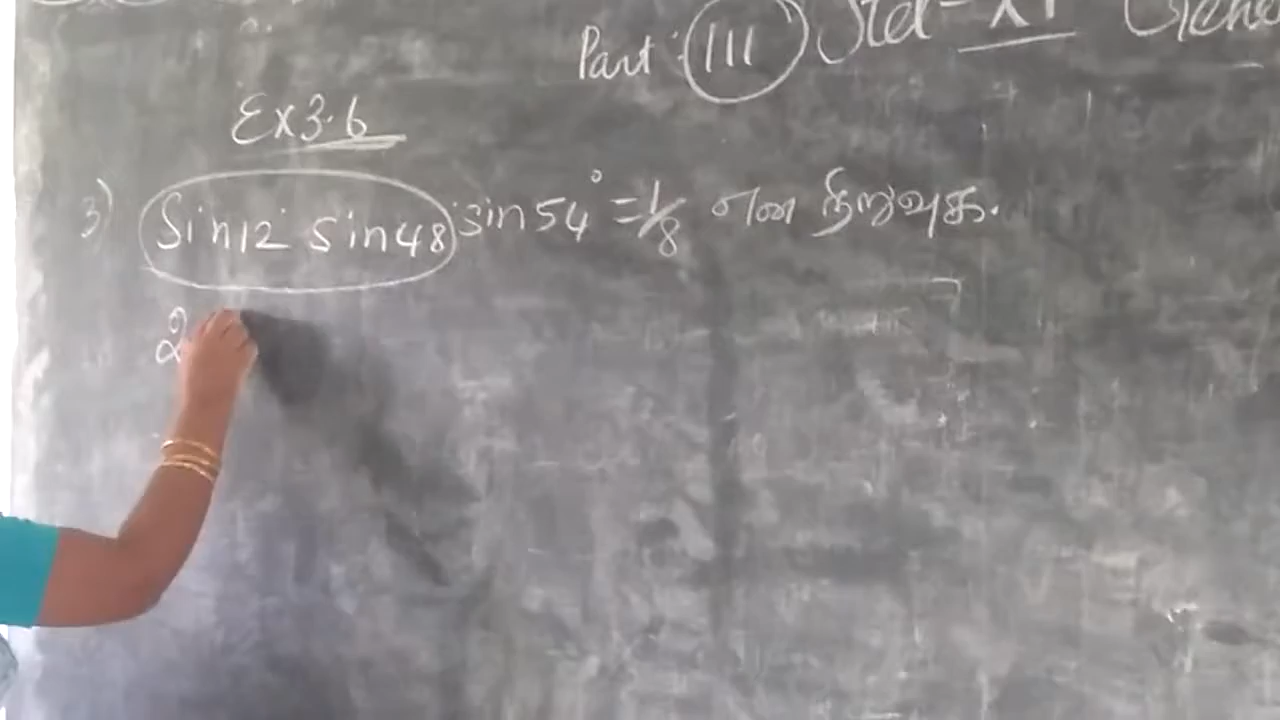 Part : III Std - XI
Ex 3.6
3) Sin12° Sin48° sin54° = 1/8 என நிறுவுக.
2